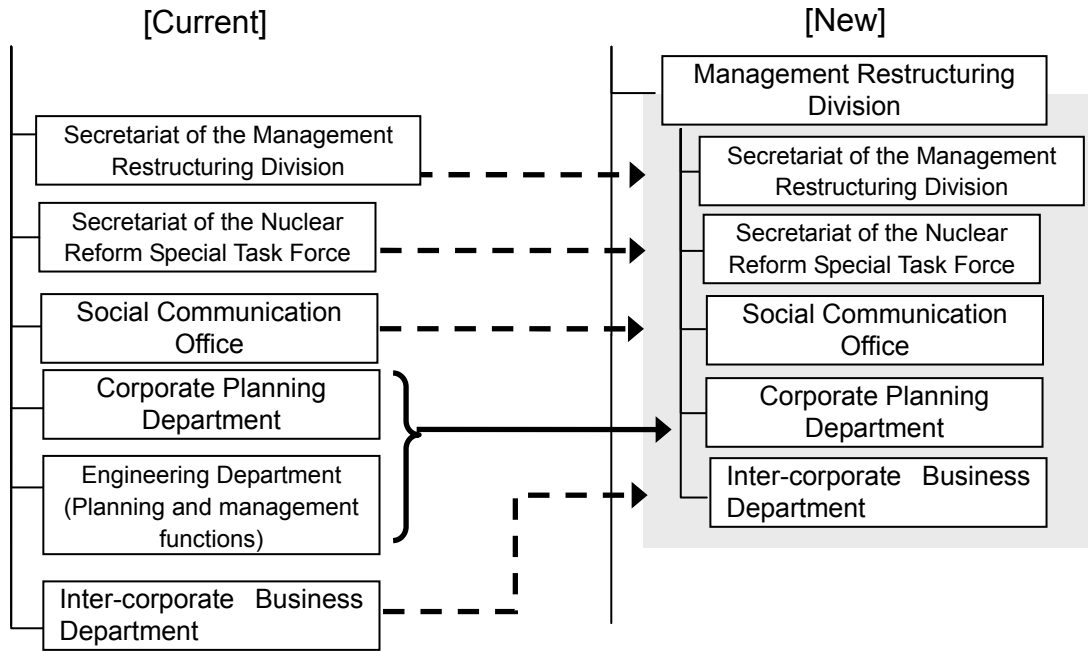 [Current]
Secretariat of the Management
Restructuring Division
Secretariat of the Nuclear
Reform Special Task Force
Social Communication
Office
Corporate Planning
Department
Engineering Department
(Planning and management
functions)
Inter-corporate Business
Department
[New]
Management Restructuring
Division
Secretariat of the Management
Restructuring Division
Secretariat of the Nuclear
Reform Special Task Force
Social Communication
Office
Corporate Planning
Department
Inter-corporate Business
Department